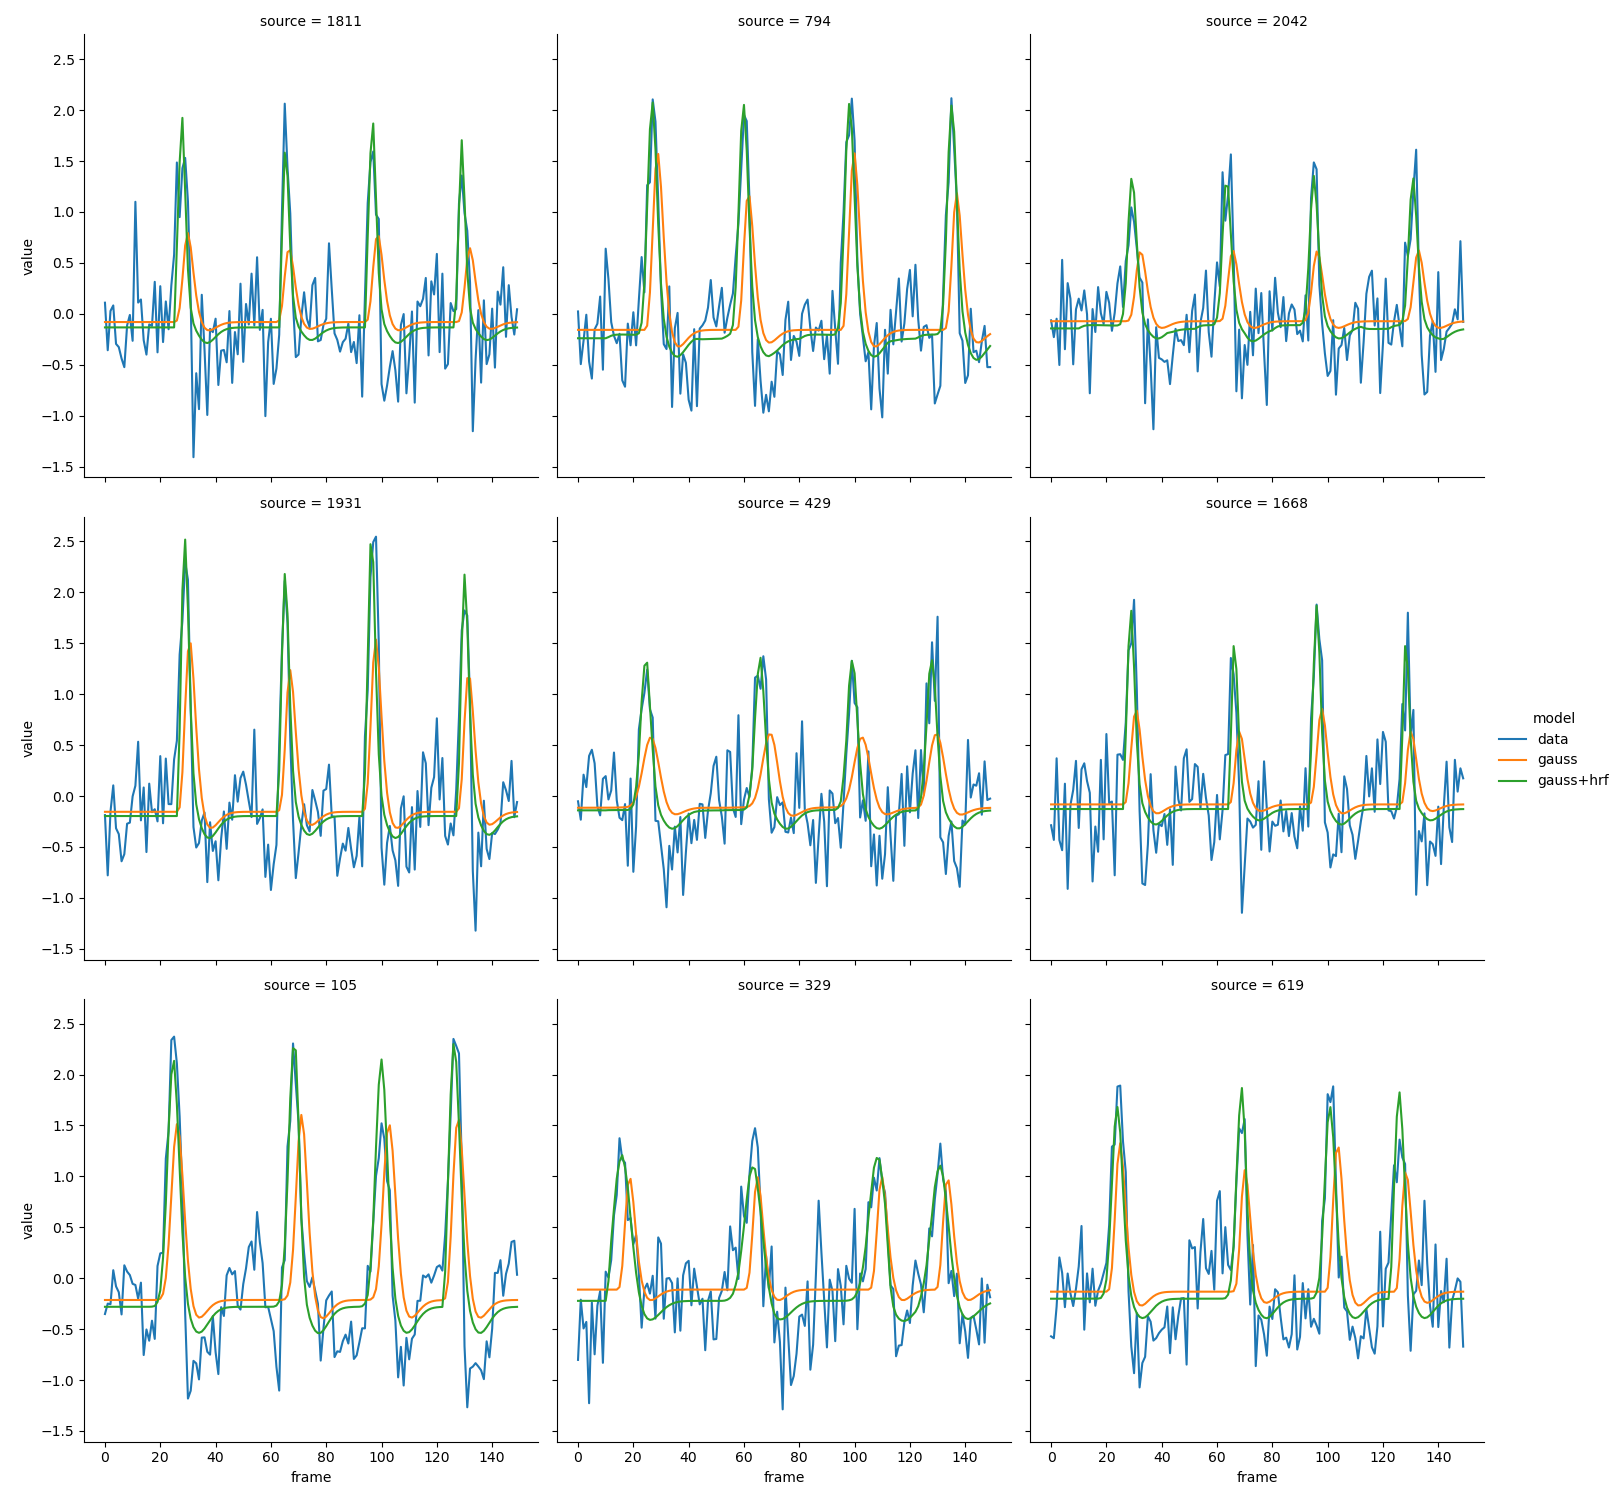 source = 1811
source = 794
source = 2042
2.5
2.0
1.5
1.0
0.5
0.0
−0.5
−1.0
−1.5
value
source = 1931
source = 429
source = 1668
2.5
2.0
1.5
1.0
0.5
0.0
−0.5
−1.0
−1.5
value
model
data
gauss
gauss+hrf
source = 105
source = 329
source = 619
2.5
2.0
1.5
1.0
0.5
0.0
−0.5
−1.0
−1.5
value
0 20 40 60 80 100 120 140
0 20 40 60 80 100 120 140
0 20 40 60 80 100 120 140
frame
frame
frame